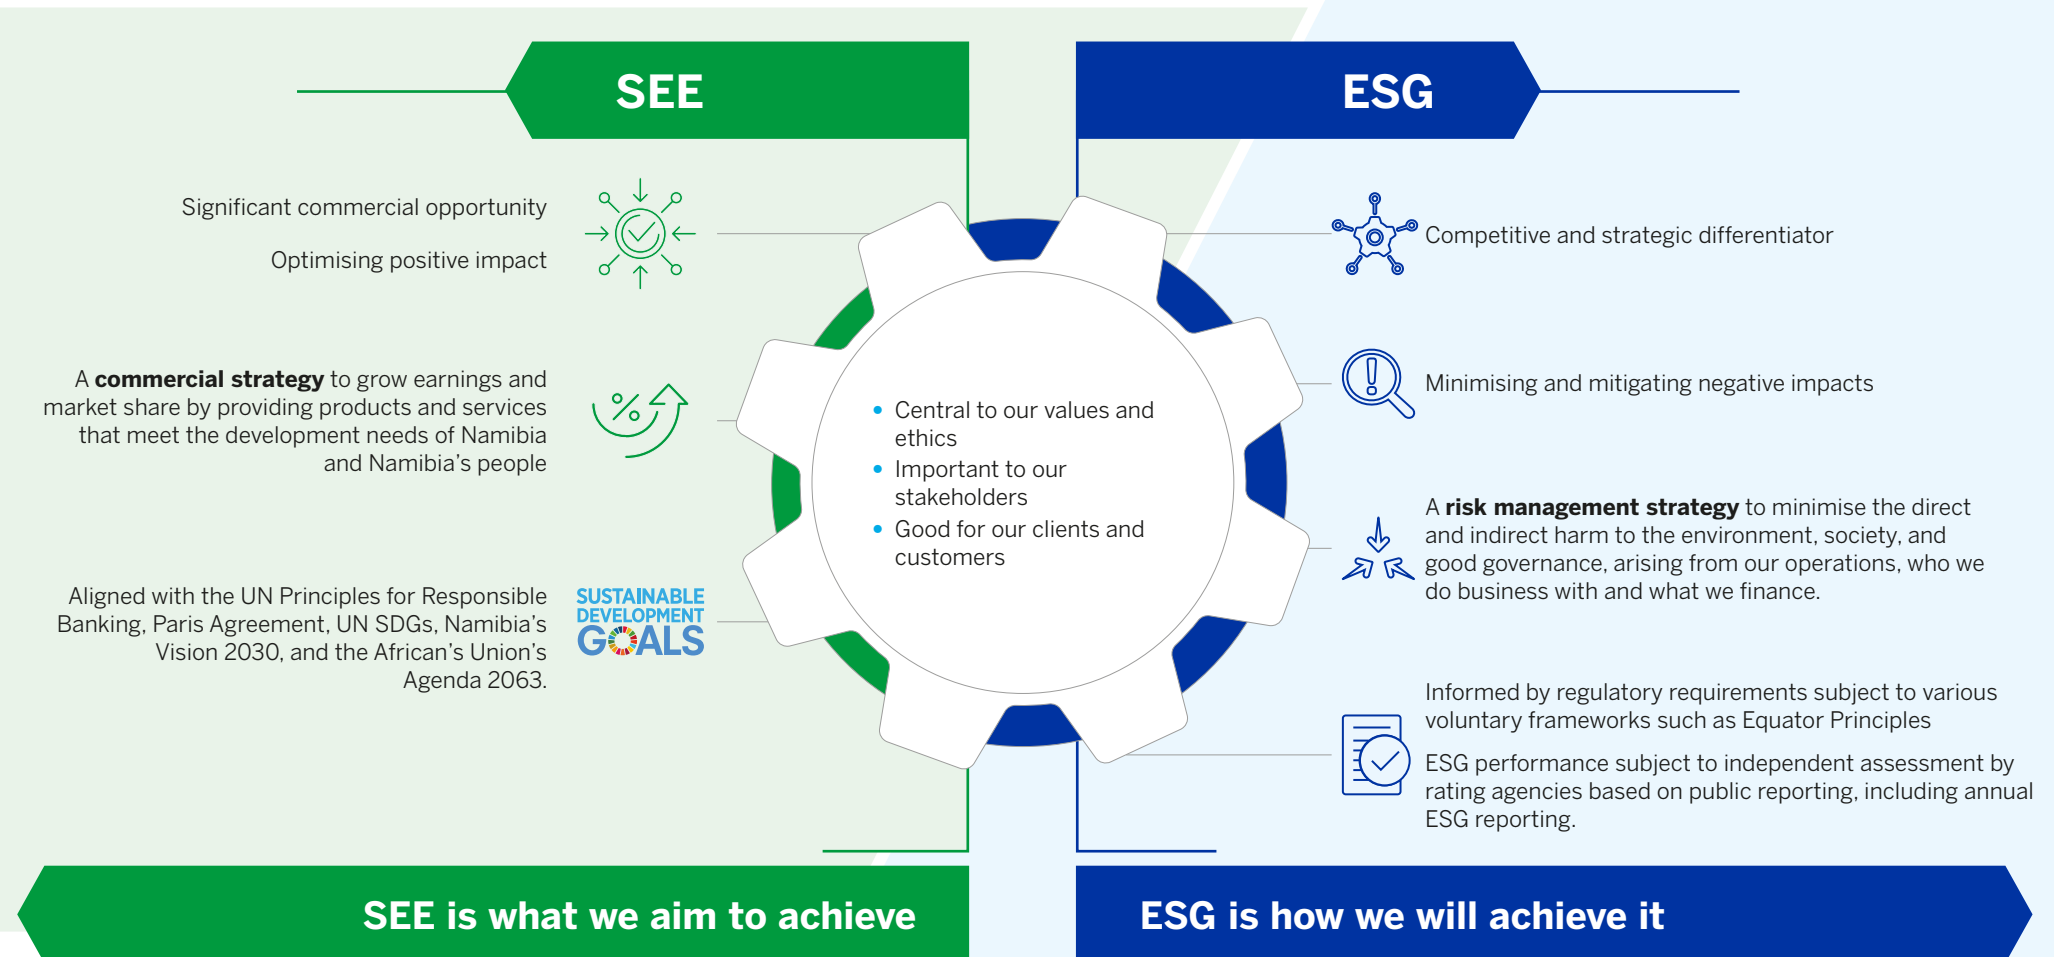 SEE
Significant commercial opportunity
Optimising positive impact
A commercial strategy to grow earnings and
market share by providing products and services
that meet the development needs of Namibia
and Namibia's people
Aligned with the UN Principles for Responsible
Banking, Paris Agreement, UN SDGs, Namibia's
Vision 2030, and the African's Union's
Agenda 2063.
SUSTAINABLE
DEVELOPMENT
GOALS
• Central to our values and
ethics
• Important to our
stakeholders
• Good for our clients and
customers
ESG
Competitive and strategic differentiator
Minimising and mitigating negative impacts
A risk management strategy to minimise the direct
and indirect harm to the environment, society, and
good governance, arising from our operations, who we
do business with and what we finance.
Informed by regulatory requirements subject to various
voluntary frameworks such as Equator Principles
ESG performance subject to independent assessment by
rating agencies based on public reporting, including annual
ESG reporting.
SEE is what we aim to achieve
ESG is how we will achieve it